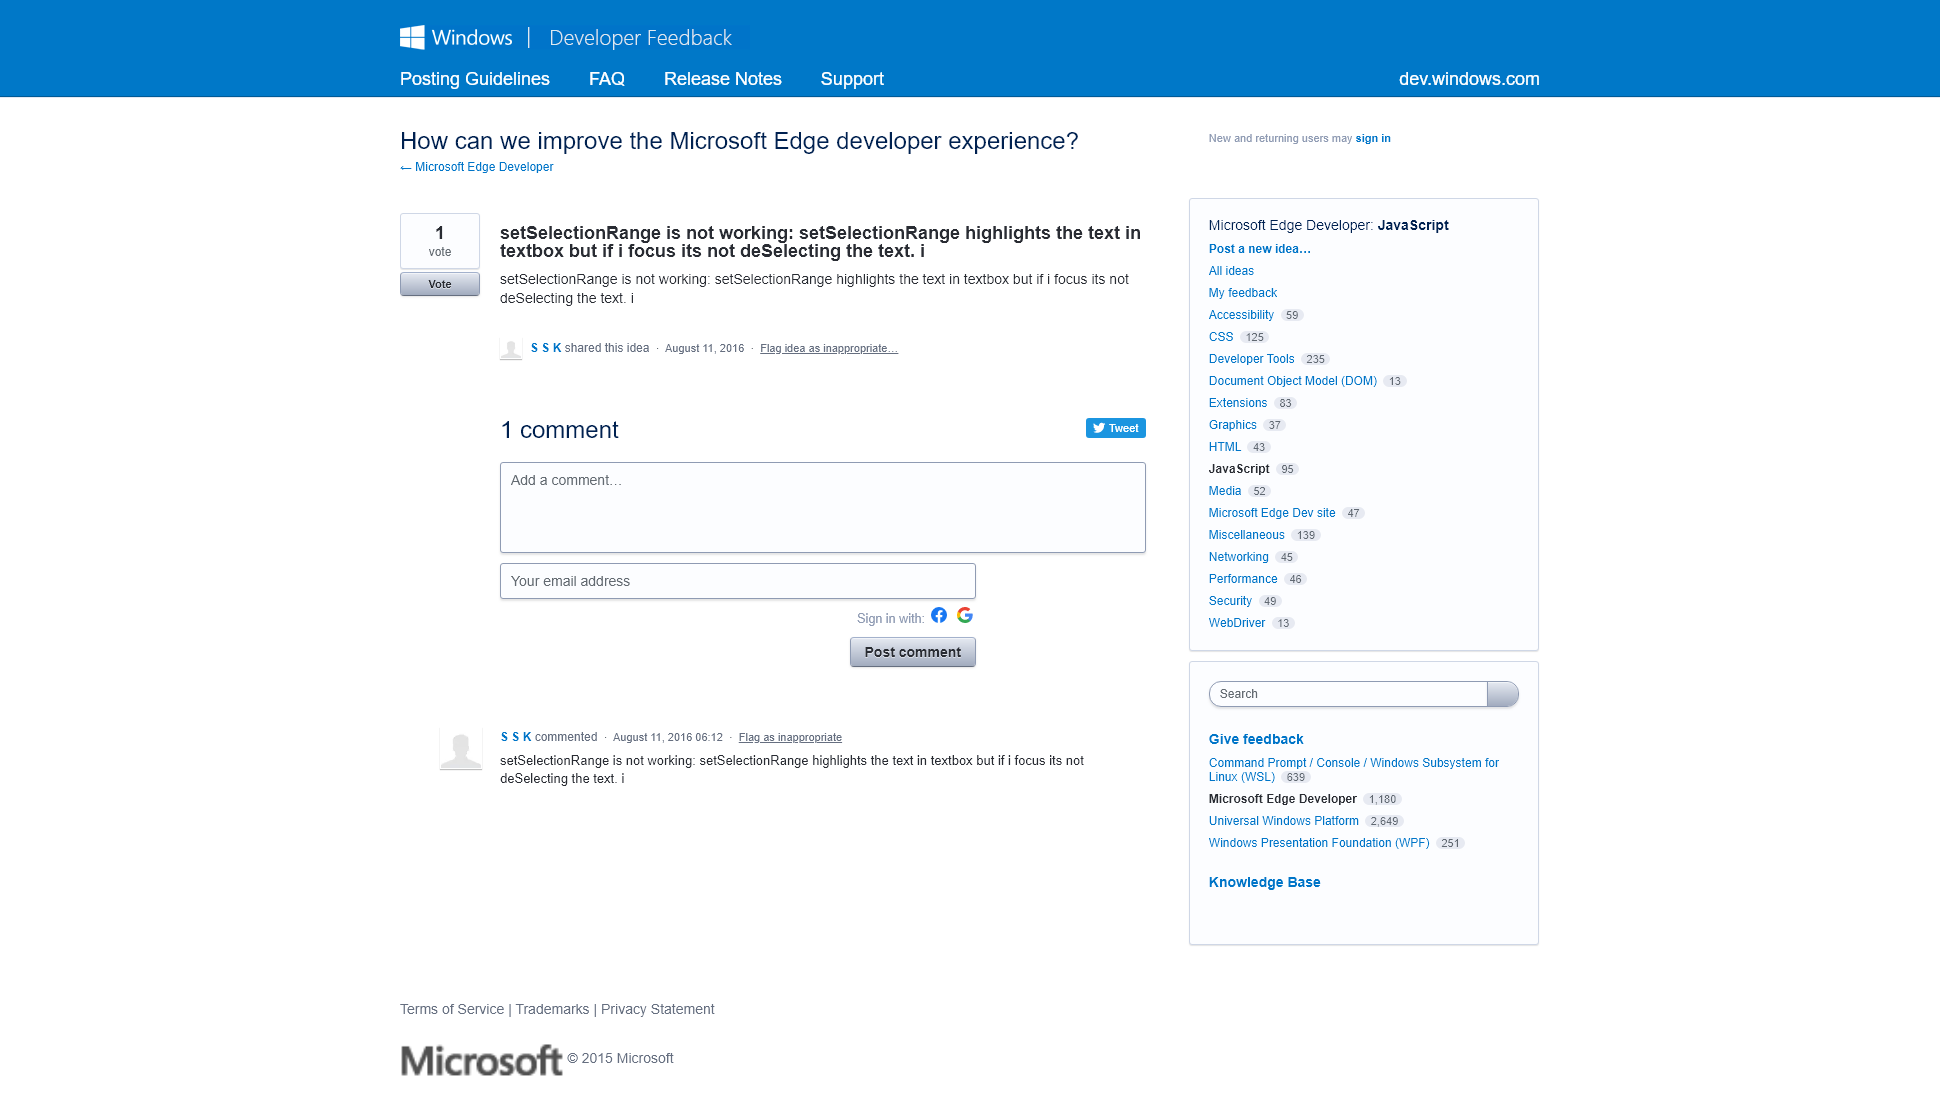 Windows | Developer Feedback
Posting Guidelines FAQ Release Notes Support dev.windows.com
How can we improve the Microsoft Edge developer experience?
← Microsoft Edge Developer
New and returning users may sign in
1
vote
Vote
setSelectionRange is not working: setSelectionRange highlights the text in
textbox but if i focus its not deSelecting the text. i
setSelectionRange is not working: setSelectionRange highlights the text in textbox but if i focus its not
deSelecting the text. i
S S K shared this idea · August 11, 2016 · Flag idea as inappropriate…
1 comment
Tweet
Add a comment…
Your email address
Sign in with:
Post comment
S S K commented · August 11, 2016 06:12 · Flag as inappropriate
setSelectionRange is not working: setSelectionRange highlights the text in textbox but if i focus its not
deSelecting the text. i
Microsoft Edge Developer: JavaScript
Post a new idea…
All ideas
My feedback
Accessibility 59
CSS 125
Developer Tools 235
Document Object Model (DOM) 13
Extensions 83
Graphics 37
HTML 43
JavaScript 95
Media 52
Microsoft Edge Dev site 47
Miscellaneous 139
Networking 45
Performance 46
Security 49
WebDriver 13
Search
Give feedback
Command Prompt / Console / Windows Subsystem for
Linux (WSL) 639
Microsoft Edge Developer 1,180
Universal Windows Platform 2,649
Windows Presentation Foundation (WPF) 251
Knowledge Base
Terms of Service | Trademarks | Privacy Statement
Microsoft © 2015 Microsoft